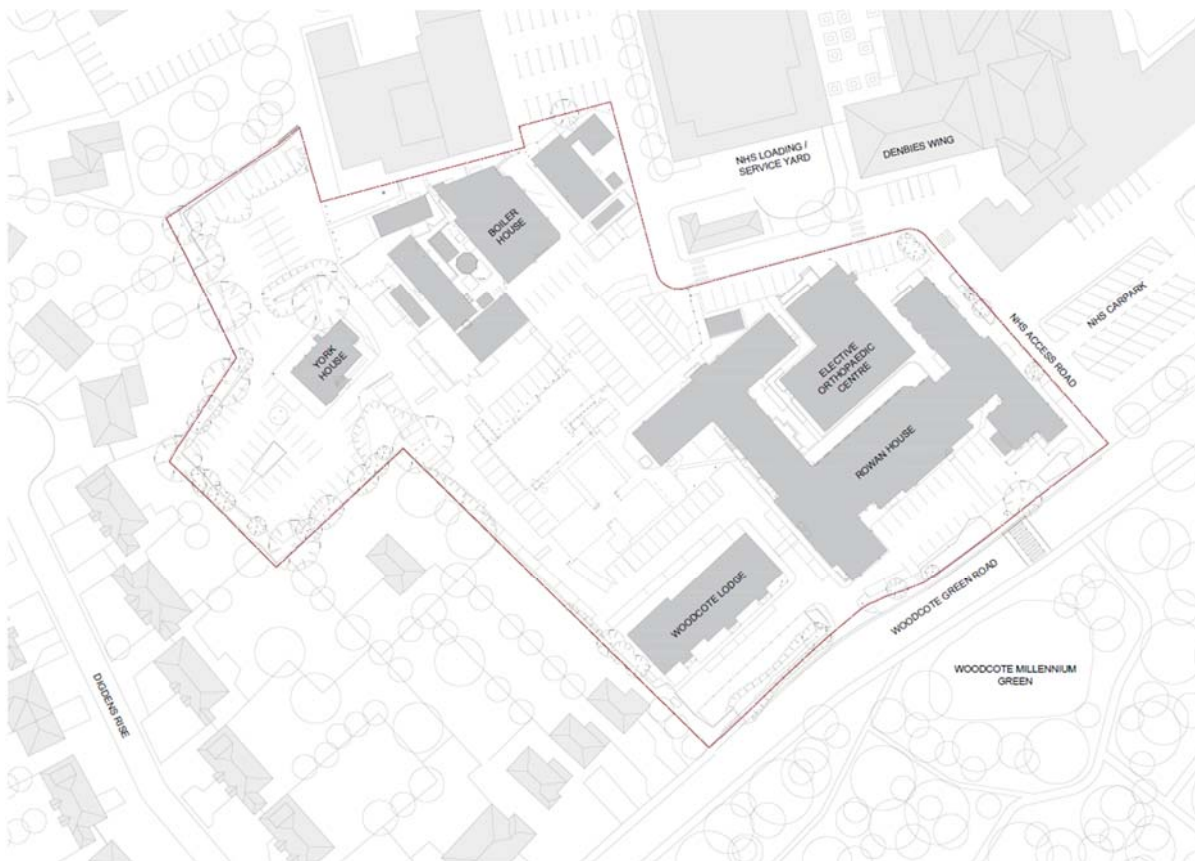 NHS LOADING /
SERVICE YARD
DENBIES WING
BOILER
HOUSE
YORK
HOUSE
ELECTIVE
ORTHOPAEDIC
CENTRE
NHS ACCESS ROAD
NHS CARPARK
ROWAN HOUSE
WOODCOTE LODGE
WOODCOTE GREEN ROAD
WOODCOTE MILLENNIUM
GREEN
DIGDENS RISE